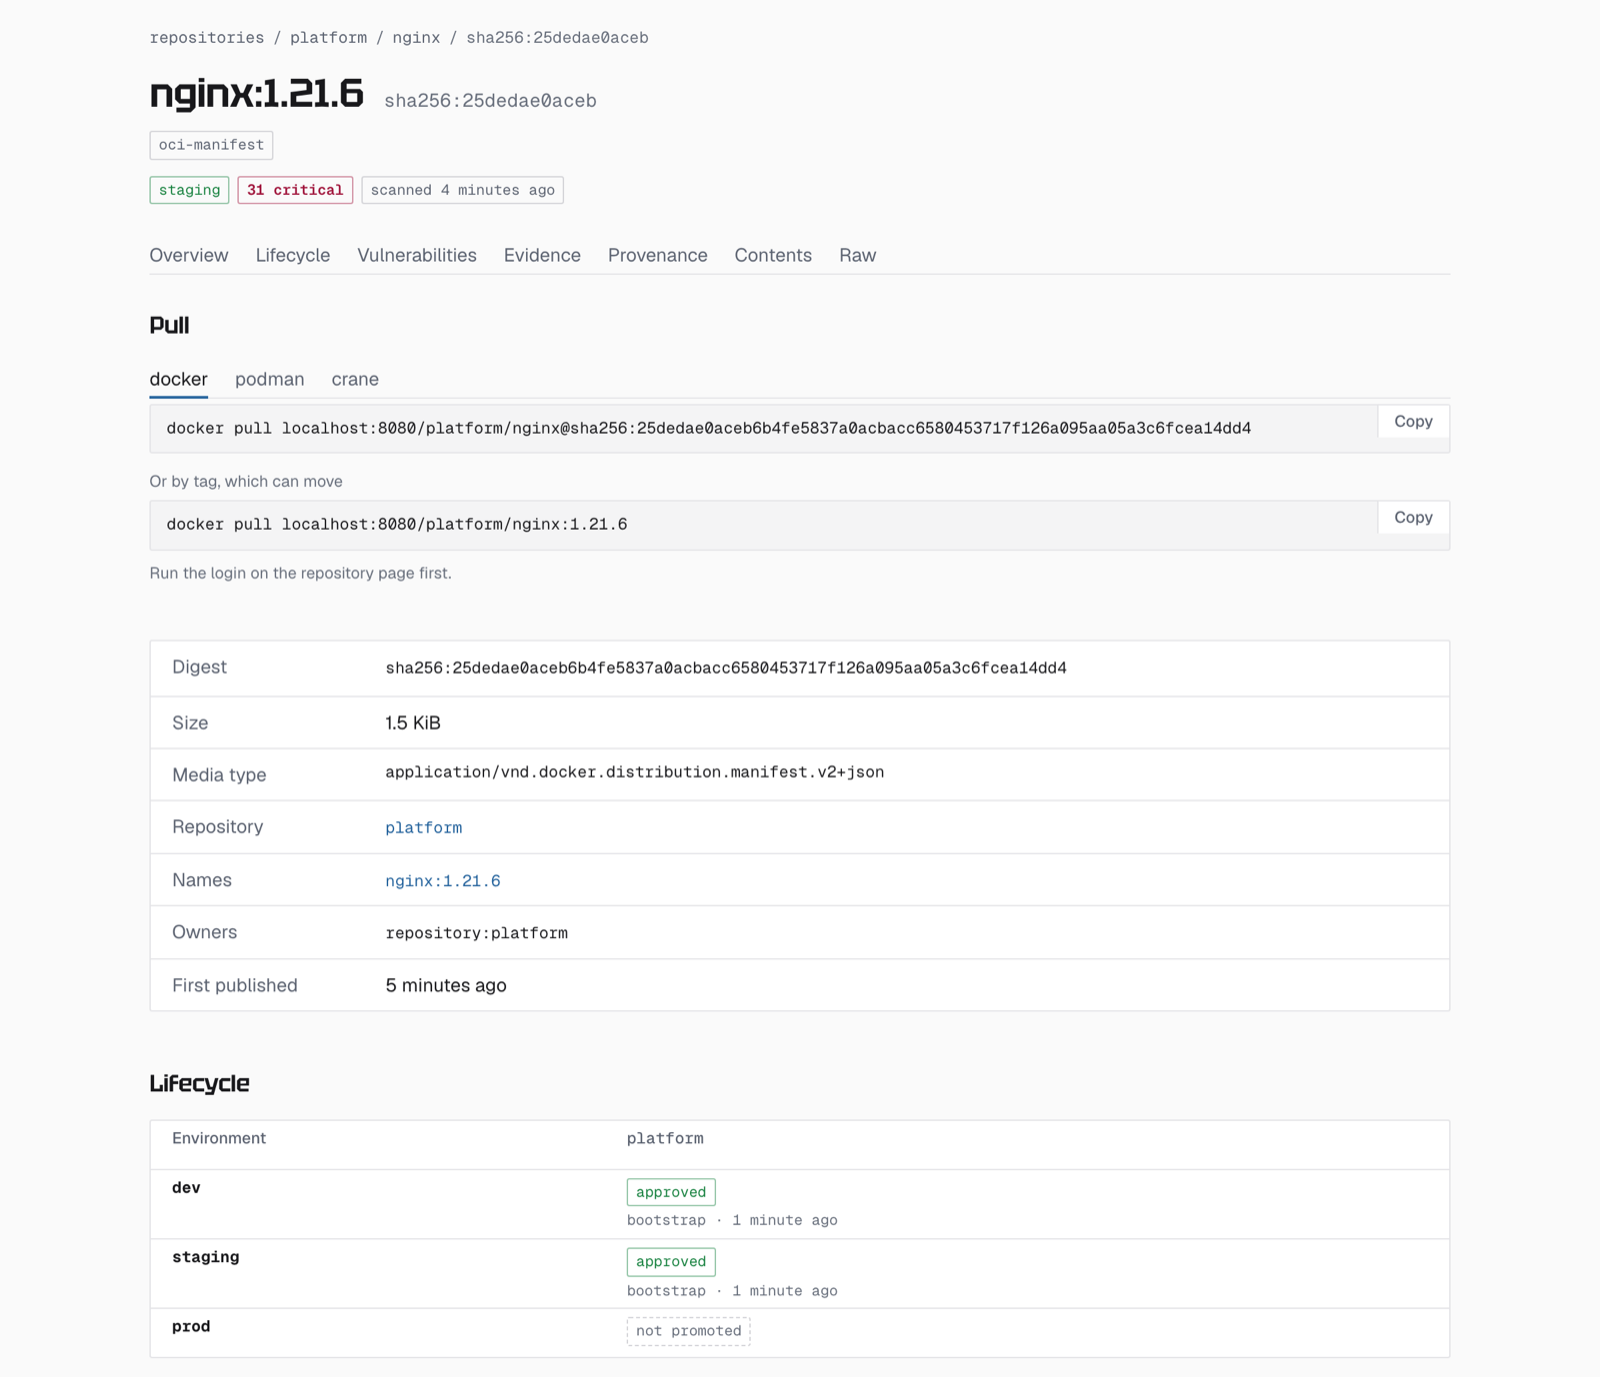 repositories / platform / nginx / sha256:25dedae0aceb
nginx:1.21.6 sha256:25dedae0aceb
oci-manifest
staging 31 critical scanned 4 minutes ago
Overview Lifecycle Vulnerabilities Evidence Provenance Contents Raw
Pull
docker podman crane
docker pull localhost:8080/platform/nginx@sha256:25dedae0aceb6b4fe5837a0acbacc6580453717f126a095aa05a3c6fcea14dd4 Copy
Or by tag, which can move
docker pull localhost:8080/platform/nginx:1.21.6 Copy
Run the login on the repository page first.
Digest sha256:25dedae0aceb6b4fe5837a0acbacc6580453717f126a095aa05a3c6fcea14dd4
Size 1.5 KiB
Media type application/vnd.docker.distribution.manifest.v2+json
Repository platform
Names nginx:1.21.6
Owners repository:platform
First published 5 minutes ago
Lifecycle
Environment platform
dev approved
bootstrap · 1 minute ago
staging approved
bootstrap · 1 minute ago
prod not promoted